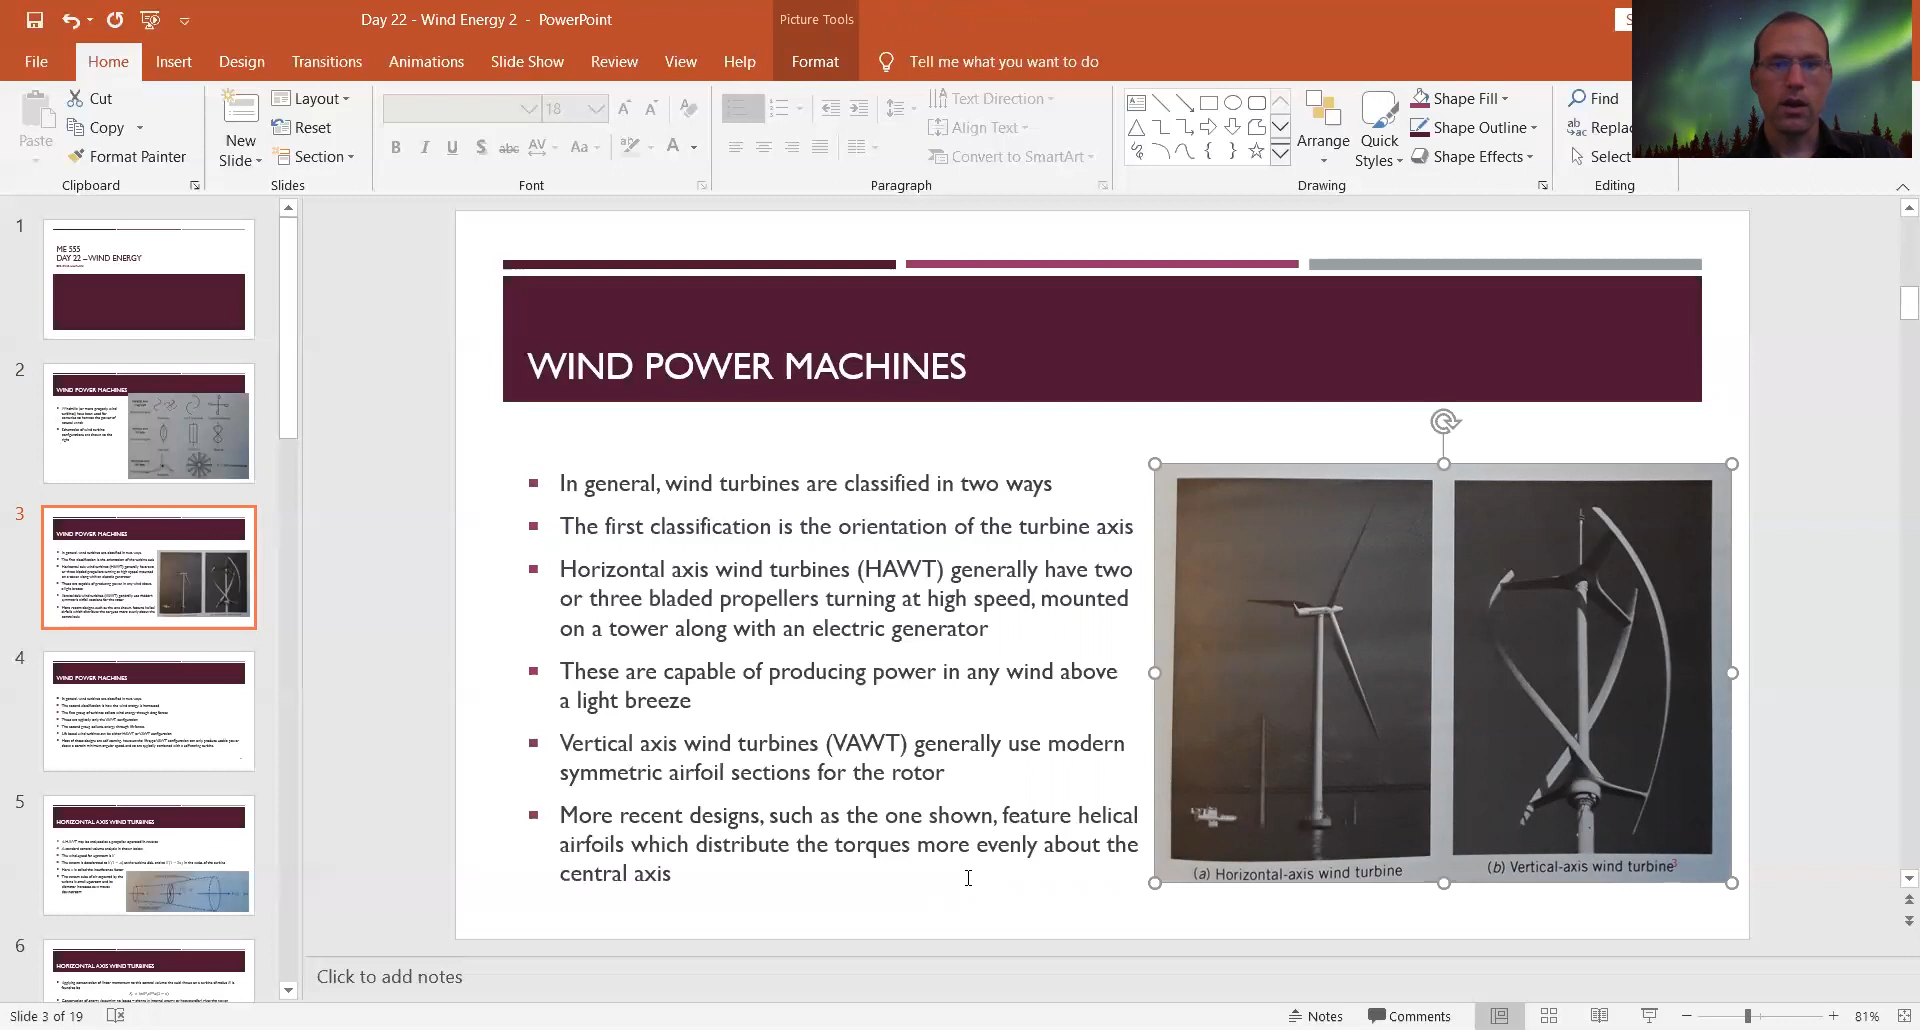 Day 22 - Wind Energy 2 - PowerPoint
Picture Tools
File Home Insert Design Transitions Animations Slide Show Review View Help Format Tell me what you want to do
Paste
Cut
Copy
Format Painter
Clipboard
New
Slide
Layout
Reset
Section
Slides
18
Font
Text Direction
Align Text
Convert to SmartArt
Paragraph
Arrange
Quick
Styles
Shape Fill
Shape Outline
Shape Effects
Drawing
Find
Replac
Select
Editing
1
ME 555
DAY 22 – WIND ENERGY
2
WIND POWER MACHINES
3
WIND POWER MACHINES
4
WIND POWER MACHINES
5
HORIZONTAL AXIS WIND TURBINES
6
HORIZONTAL AXIS WIND TURBINES
WIND POWER MACHINES
In general, wind turbines are classified in two ways
The first classification is the orientation of the turbine axis
Horizontal axis wind turbines (HAWT) generally have two
or three bladed propellers turning at high speed, mounted
on a tower along with an electric generator
These are capable of producing power in any wind above
a light breeze
Vertical axis wind turbines (VAWT) generally use modern
symmetric airfoil sections for the rotor
More recent designs, such as the one shown, feature helical
airfoils which distribute the torques more evenly about the
central axis
(a) Horizontal-axis wind turbine
(b) Vertical-axis wind turbine
3
Click to add notes
Slide 3 of 19
Notes
Comments
81%